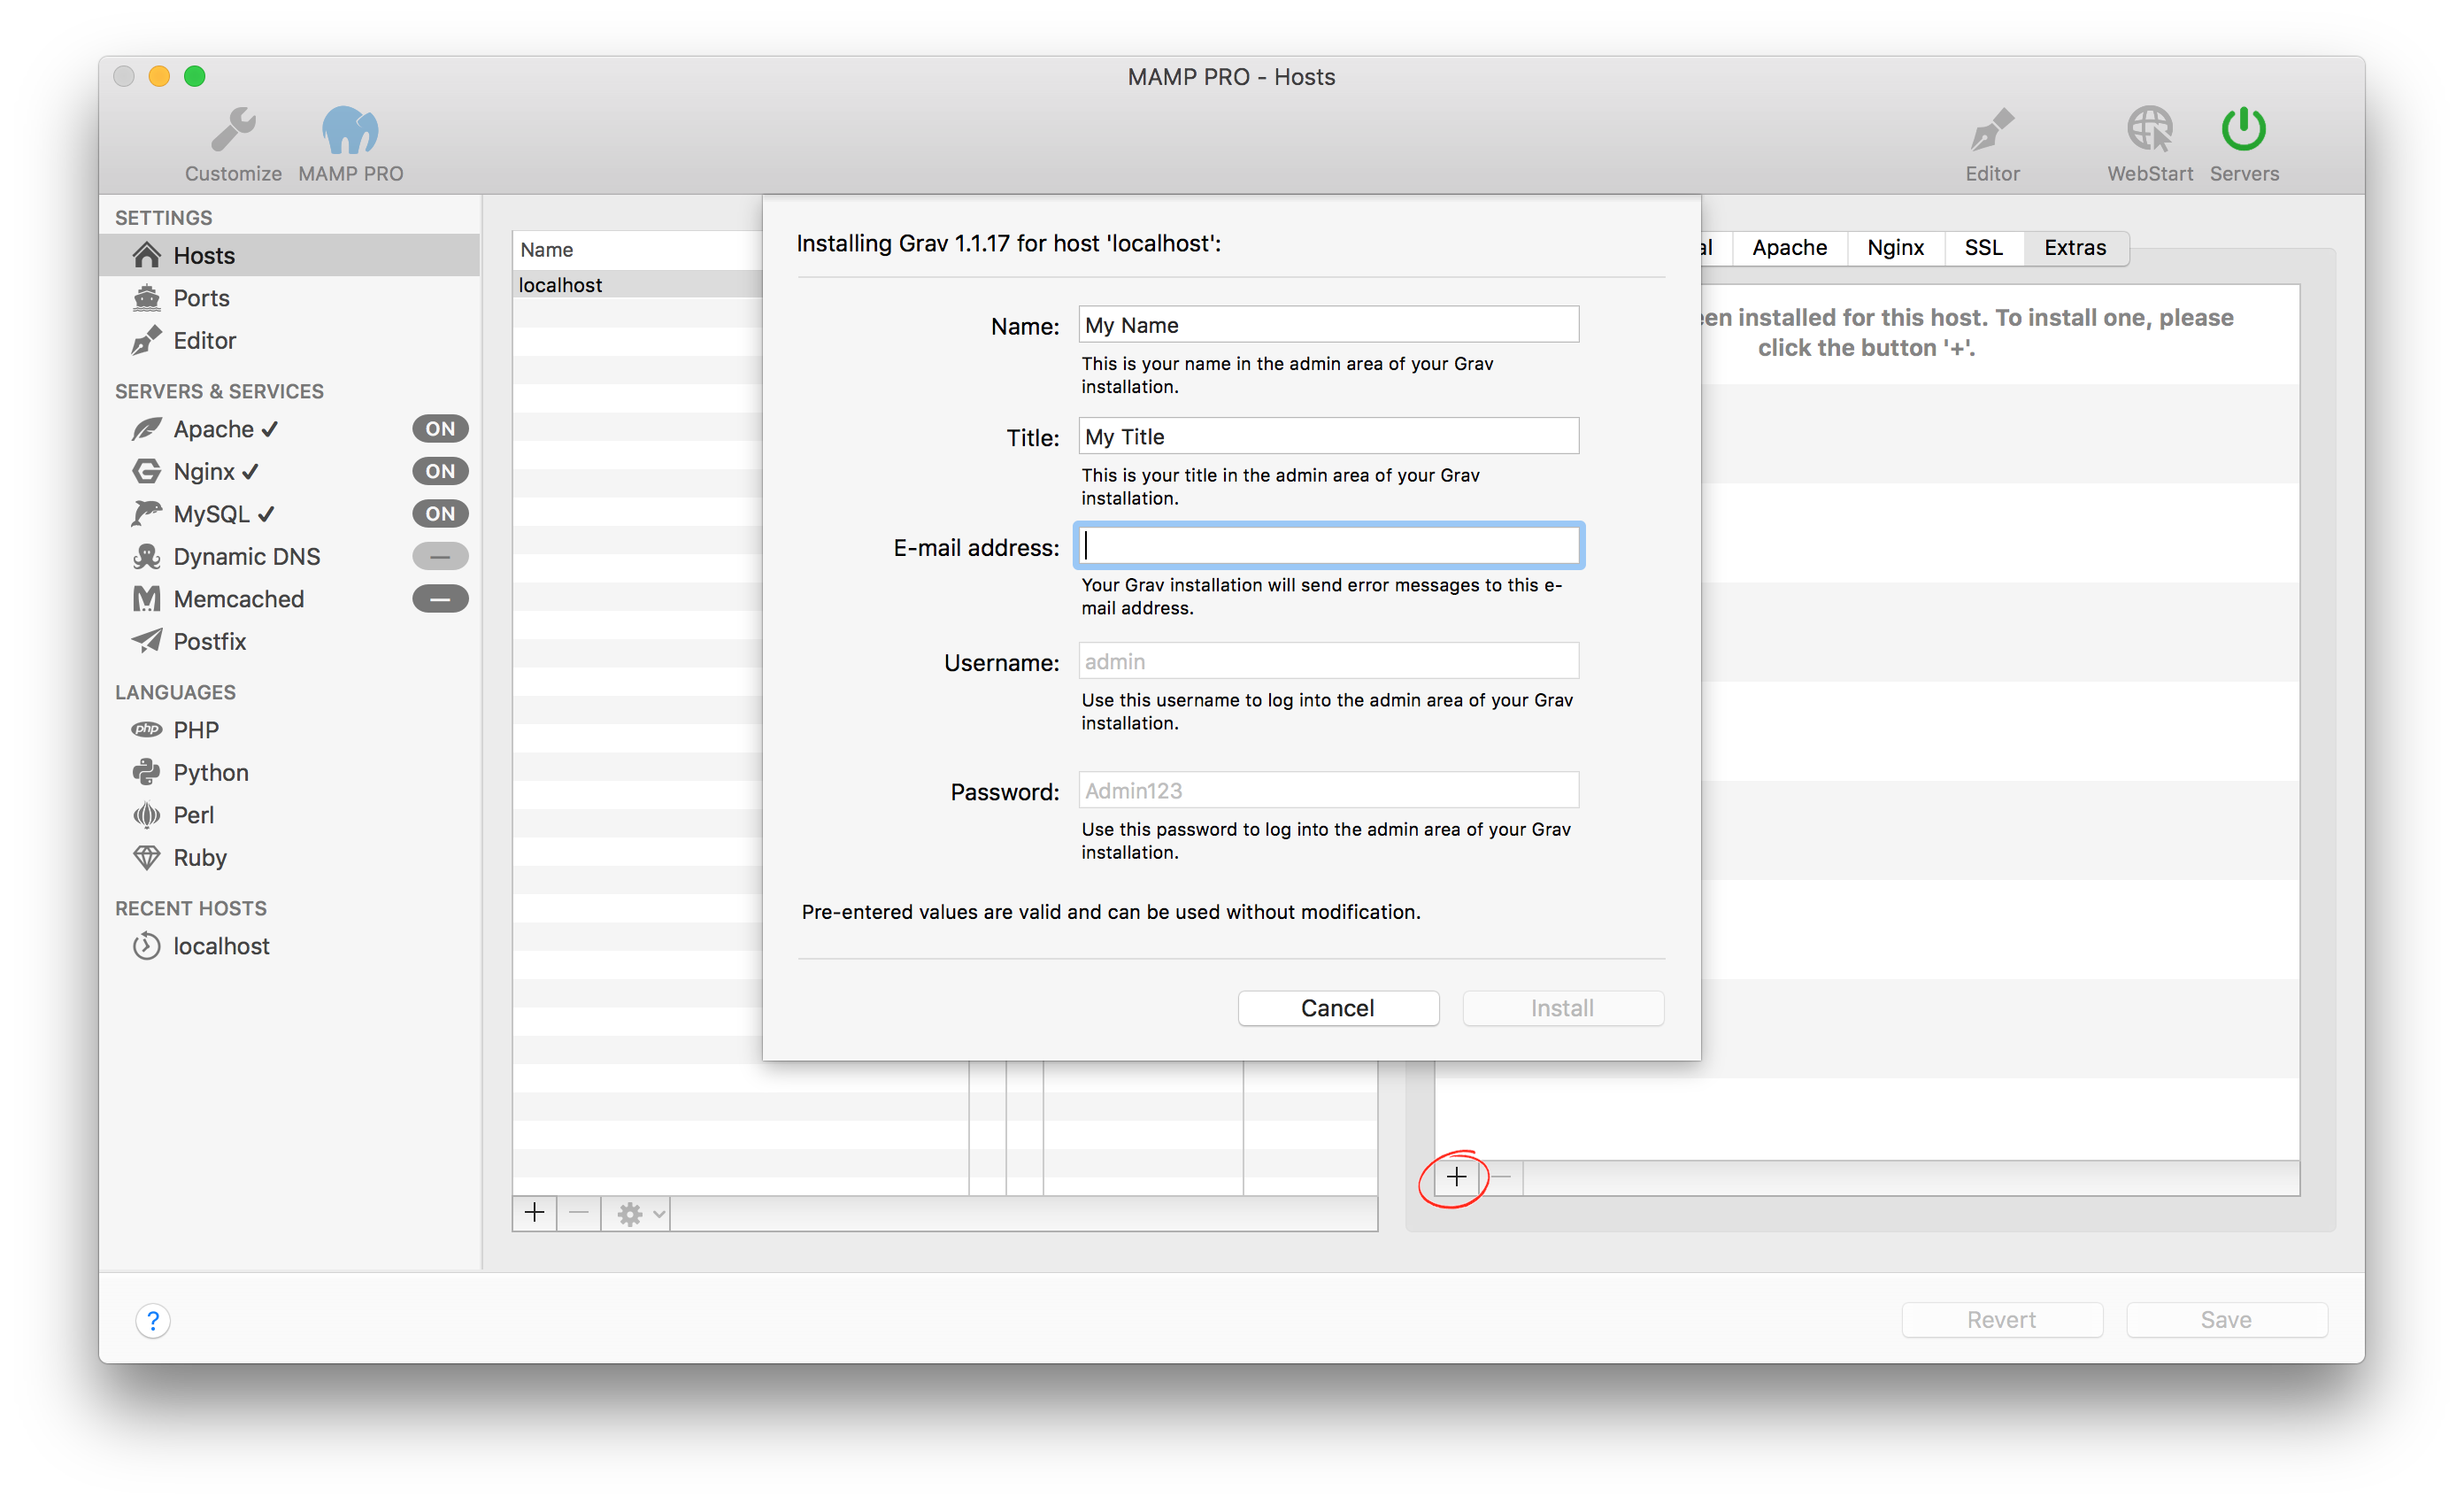 MAMP PRO - Hosts
Customize
MAMP PRO
Editor
WebStart
Servers
SETTINGS
Hosts
Ports
Editor
SERVERS & SERVICES
Apache ✓ ON
Nginx ✓ ON
MySQL ✓ ON
Dynamic DNS —
Memcached —
Postfix
LANGUAGES
php PHP
Python
Perl
Ruby
RECENT HOSTS
localhost
Name
localhost
Installing Grav 1.1.17 for host 'localhost':
Name: My Name
This is your name in the admin area of your Grav
installation.
Title: My Title
This is your title in the admin area of your Grav
installation.
E-mail address:
Your Grav installation will send error messages to this e-
mail address.
Username: admin
Use this username to log into the admin area of your Grav
installation.
Password: Admin123
Use this password to log into the admin area of your Grav
installation.
Pre-entered values are valid and can be used without modification.
Cancel
Install
Apache
Nginx
SSL
Extras
installed for this host. To install one, please
click the button '+'.
+ —
+ —
?
Revert
Save